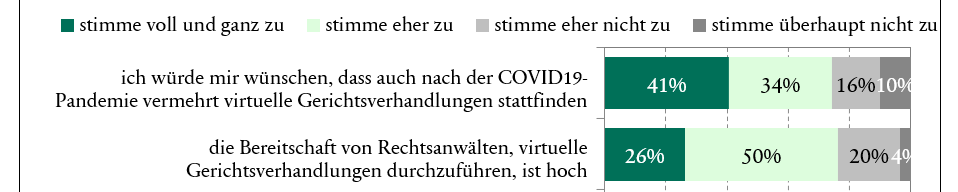 stimme voll und ganz zu stimme eher zu stimme eher nicht zu stimme überhaupt nicht zu
ich würde mir wünschen, dass auch nach der COVID19-
Pandemie vermehrt virtuelle Gerichtsverhandlungen stattfinden
41% 34% 16% 10%
die Bereitschaft von Rechtsanwälten, virtuelle
Gerichtsverhandlungen durchzuführen, ist hoch
26% 50% 20% 4%